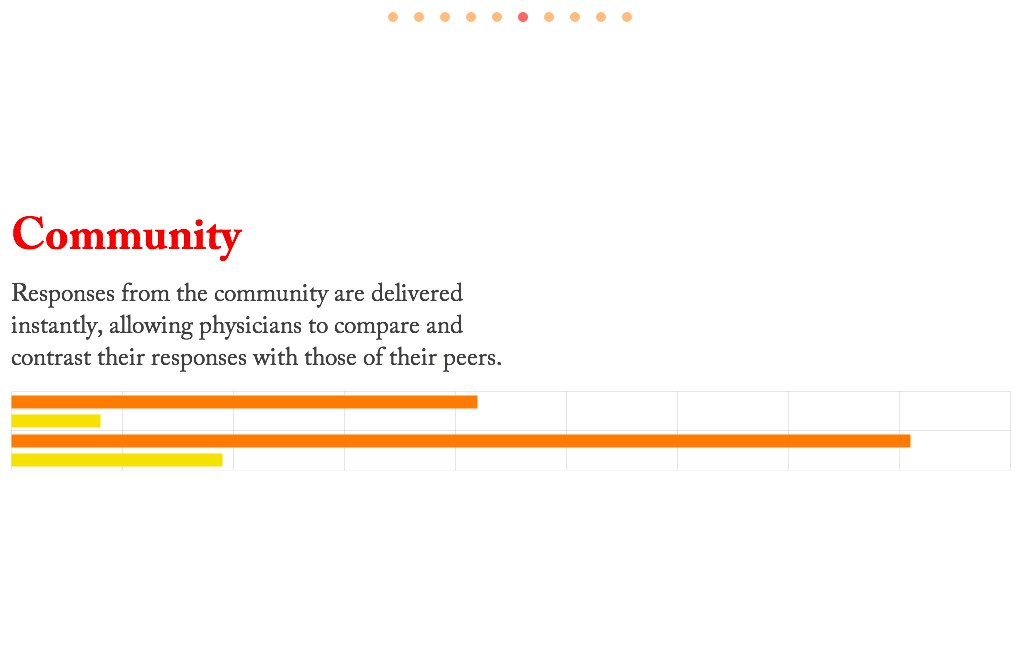 Community
Responses from the community are delivered
instantly, allowing physicians to compare and
contrast their responses with those of their peers.